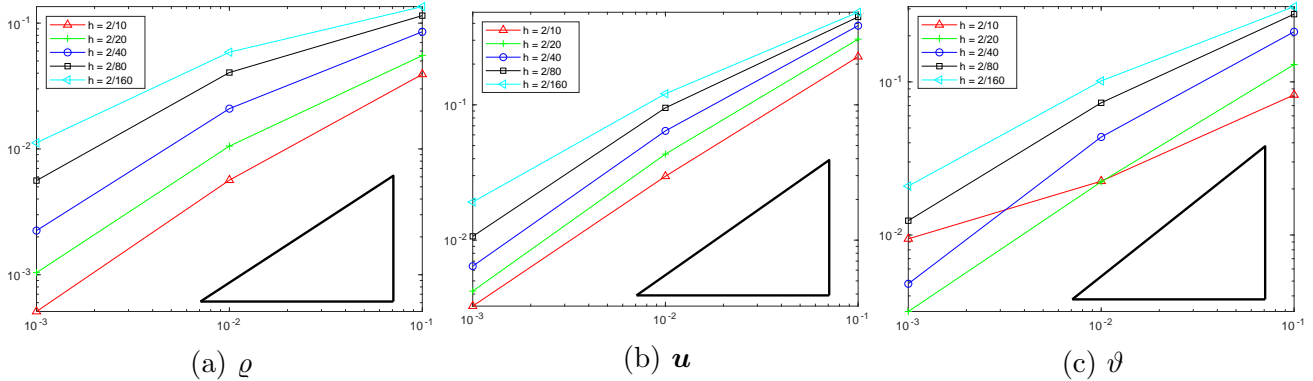 10^-1
10^-2
10^-3
h = 2/10
h = 2/20
h = 2/40
h = 2/80
h = 2/160
10^-3
10^-2
10^-1
(a) ϱ
10^-1
10^-2
h = 2/10
h = 2/20
h = 2/40
h = 2/80
h = 2/160
10^-3
10^-2
10^-1
(b) u
10^-1
10^-2
h = 2/10
h = 2/20
h = 2/40
h = 2/80
h = 2/160
10^-3
10^-2
10^-1
(c) ϑ